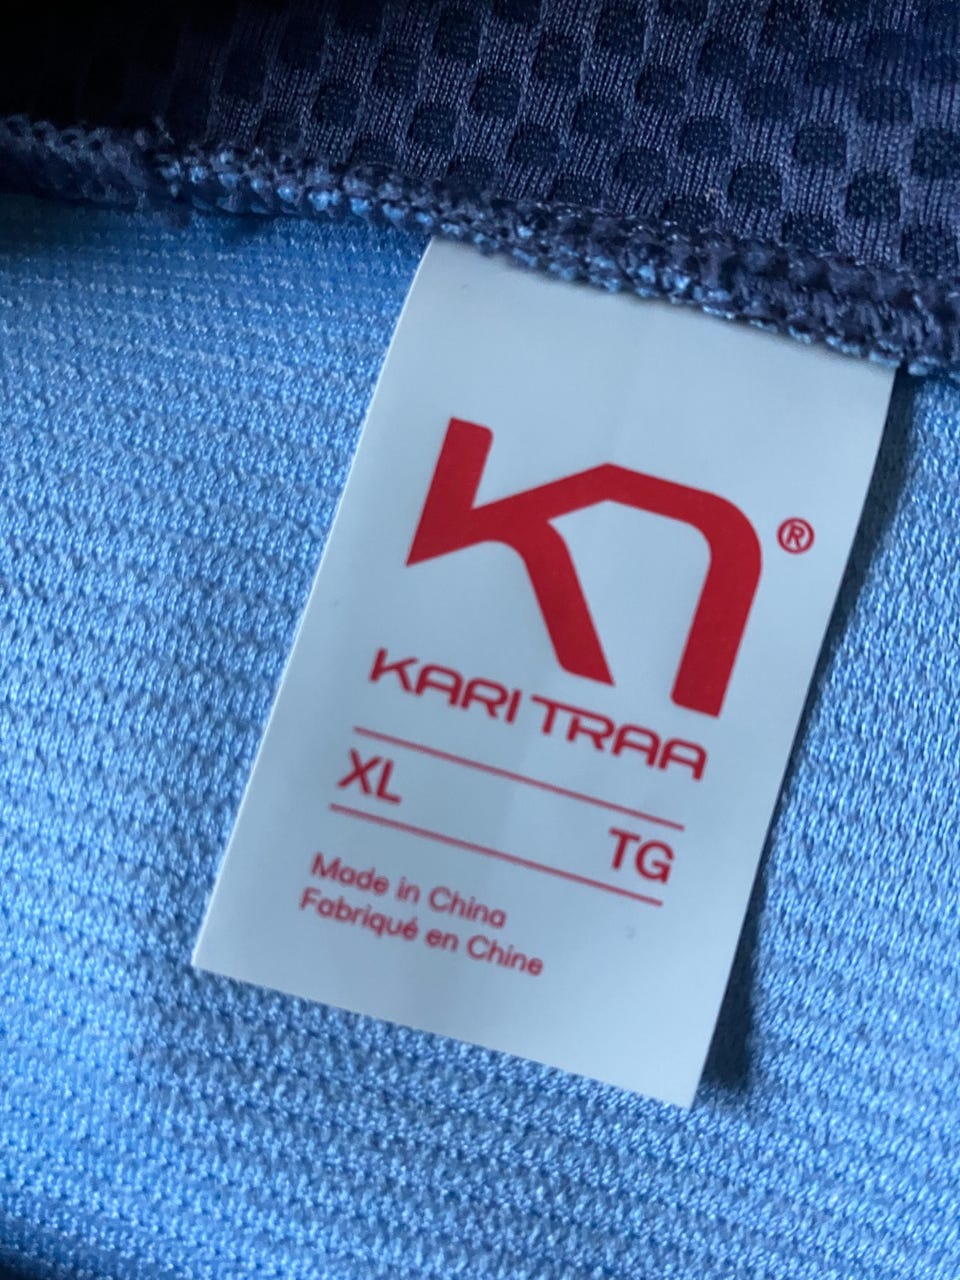 ®
KARI TRAA
XL
TG
Made in China
Fabriqué en Chine